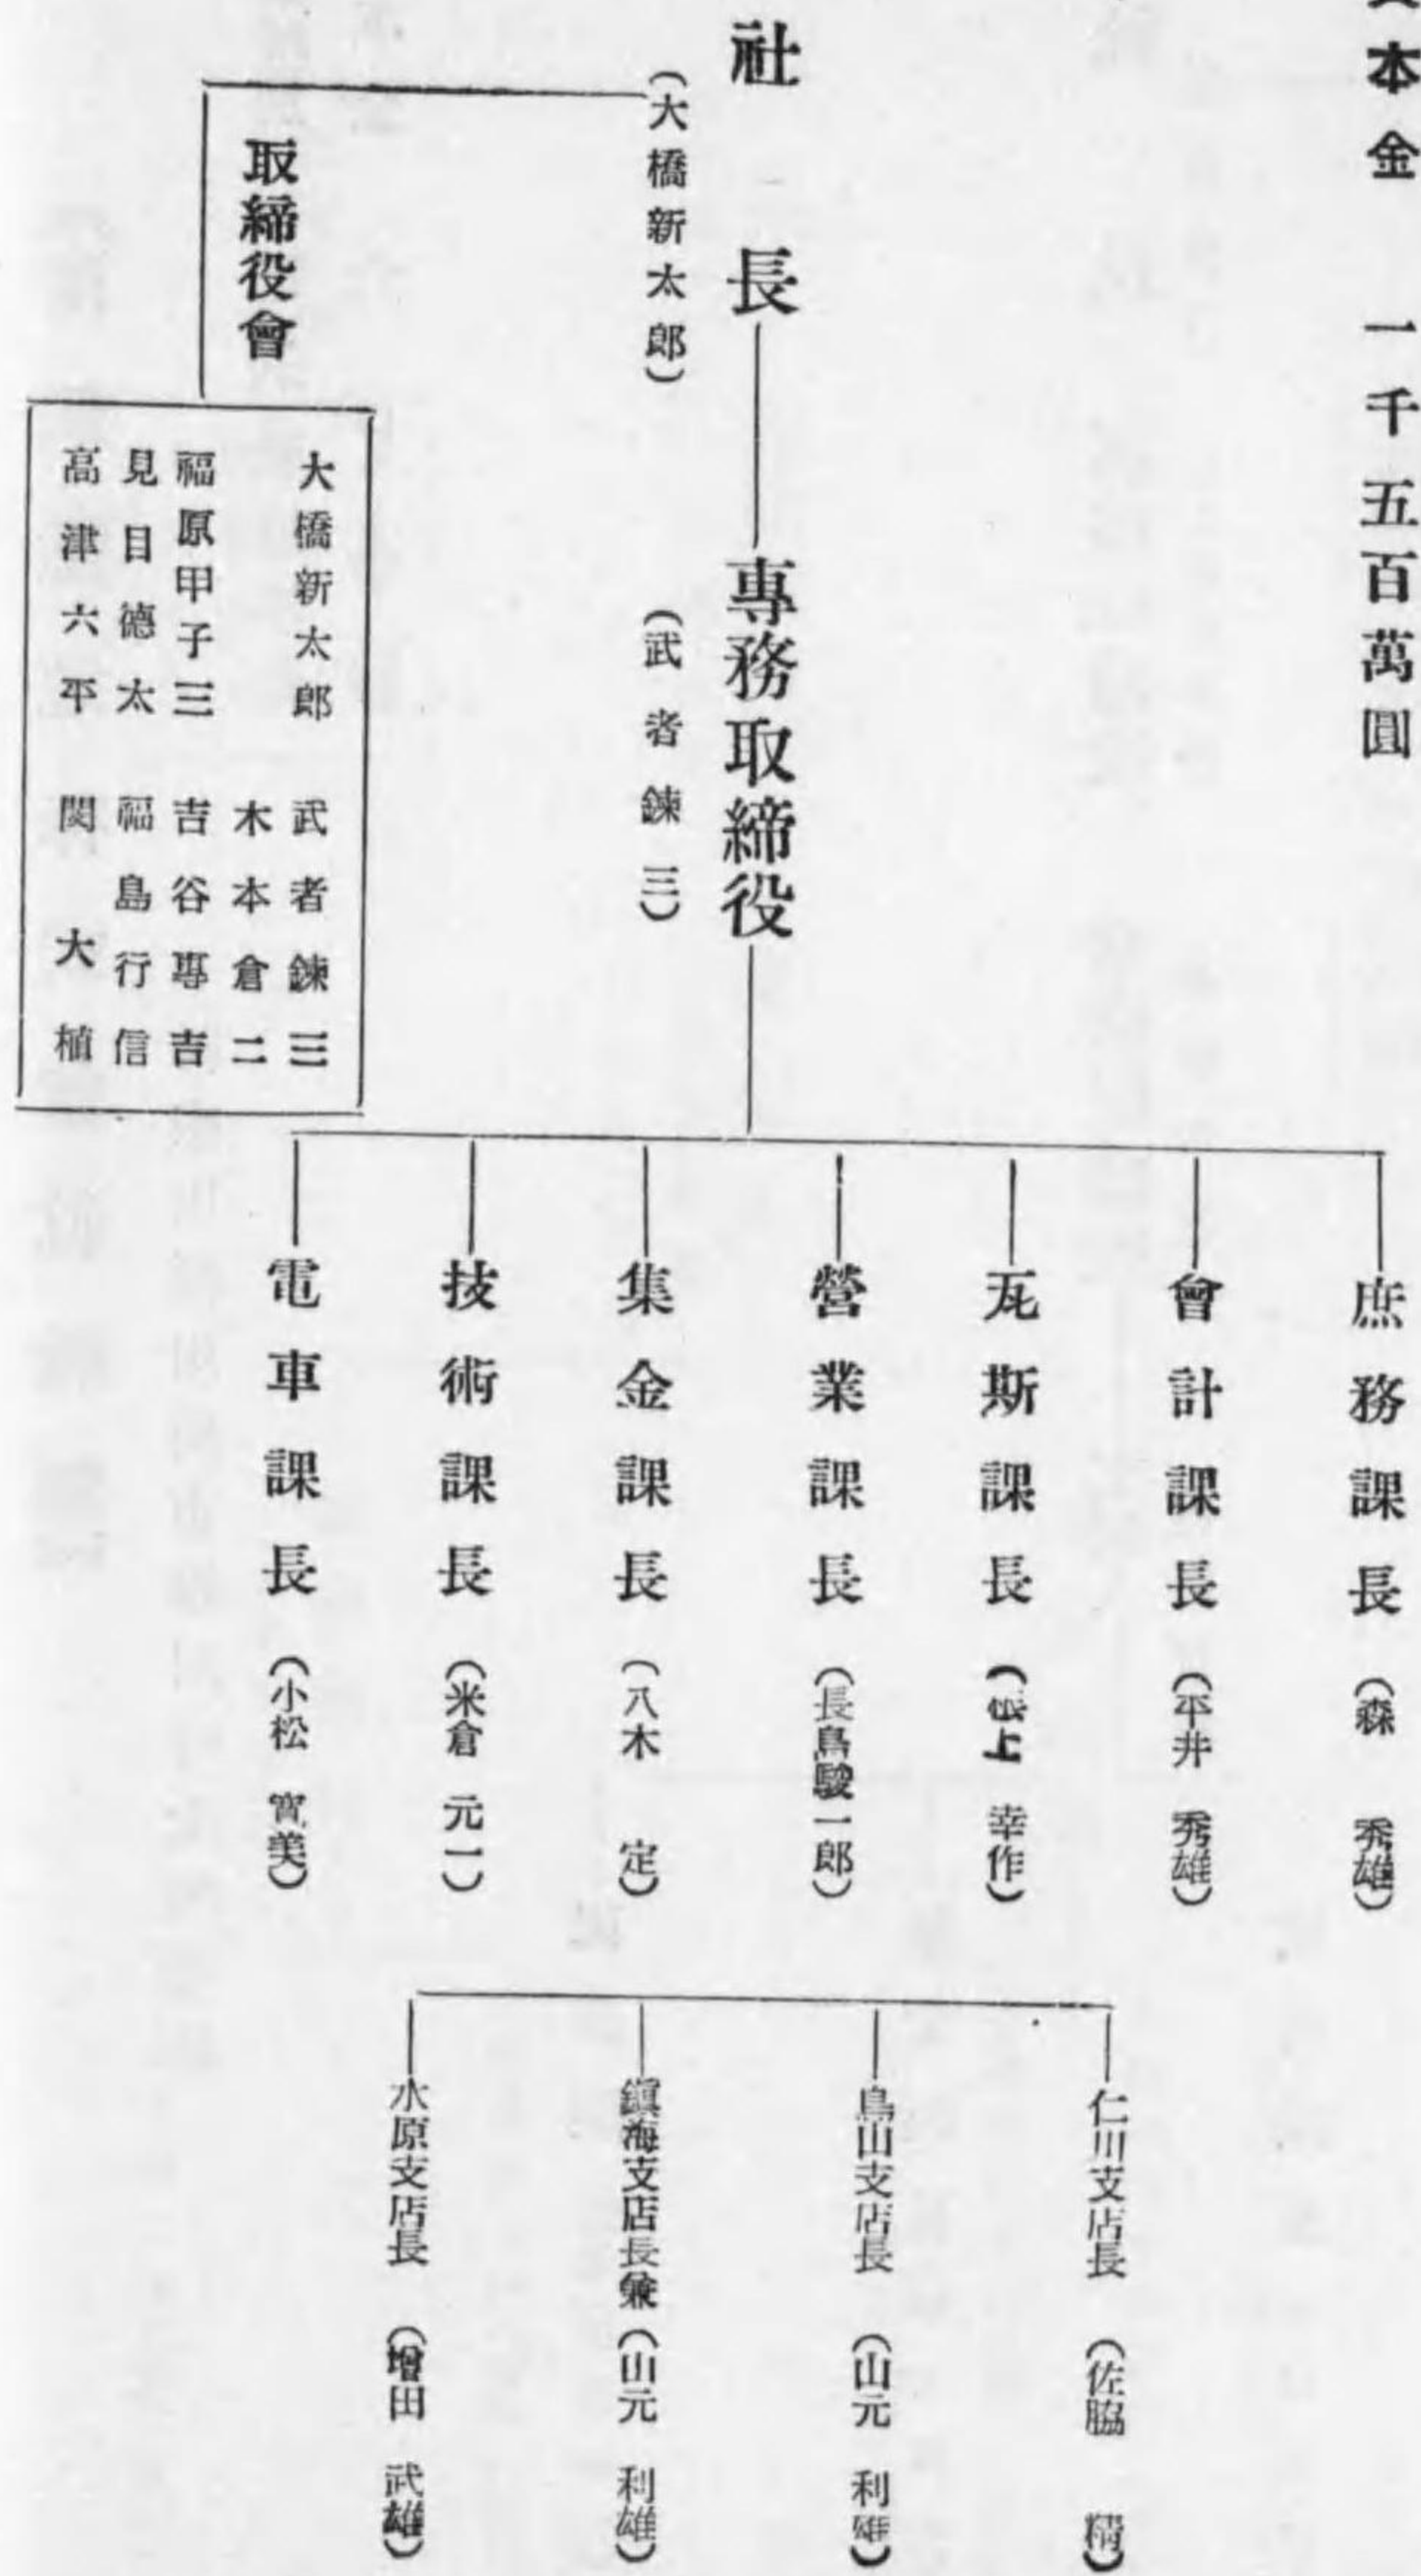 本金 一千五百萬圓
社長
(大橋新太郎)
專務取締役
(武者鍊三)
取締役會
大橋新太郎 武者鍊三
木本倉二
福原甲子三 吉谷專吉
見目德太 福島行信
高津六平 閔大植
庶務課長 (森 秀雄)
會計課長 (平井 秀雄)
瓦斯課長 (上 幸作)
營業課長 (長島駿一郎)
集金課長 (八木 定)
技術課長 (米倉 元一)
電車課長 (小松 寛美)
仁川支店長 (佐脇 精)
烏山支店長 (山元 利雄)
鎭海支店長兼 (山元 利雄)
水原支店長 (增田 武雄)